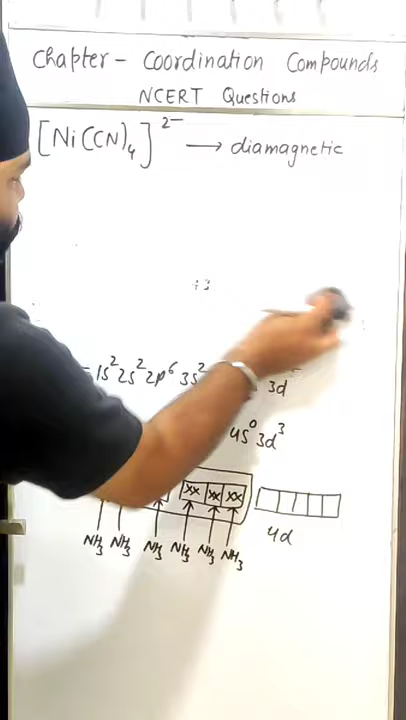 Chapter - Coordination Compounds
NCERT Questions
[Ni(CN)₄]²⁻ → diamagnetic
+3
1s² 2s² 2p⁶ 3s² 3d
4s⁰ 3d³
xx xx xx
4d
NH₃ NH₃ NH₃ NH₃ NH₃ NH₃